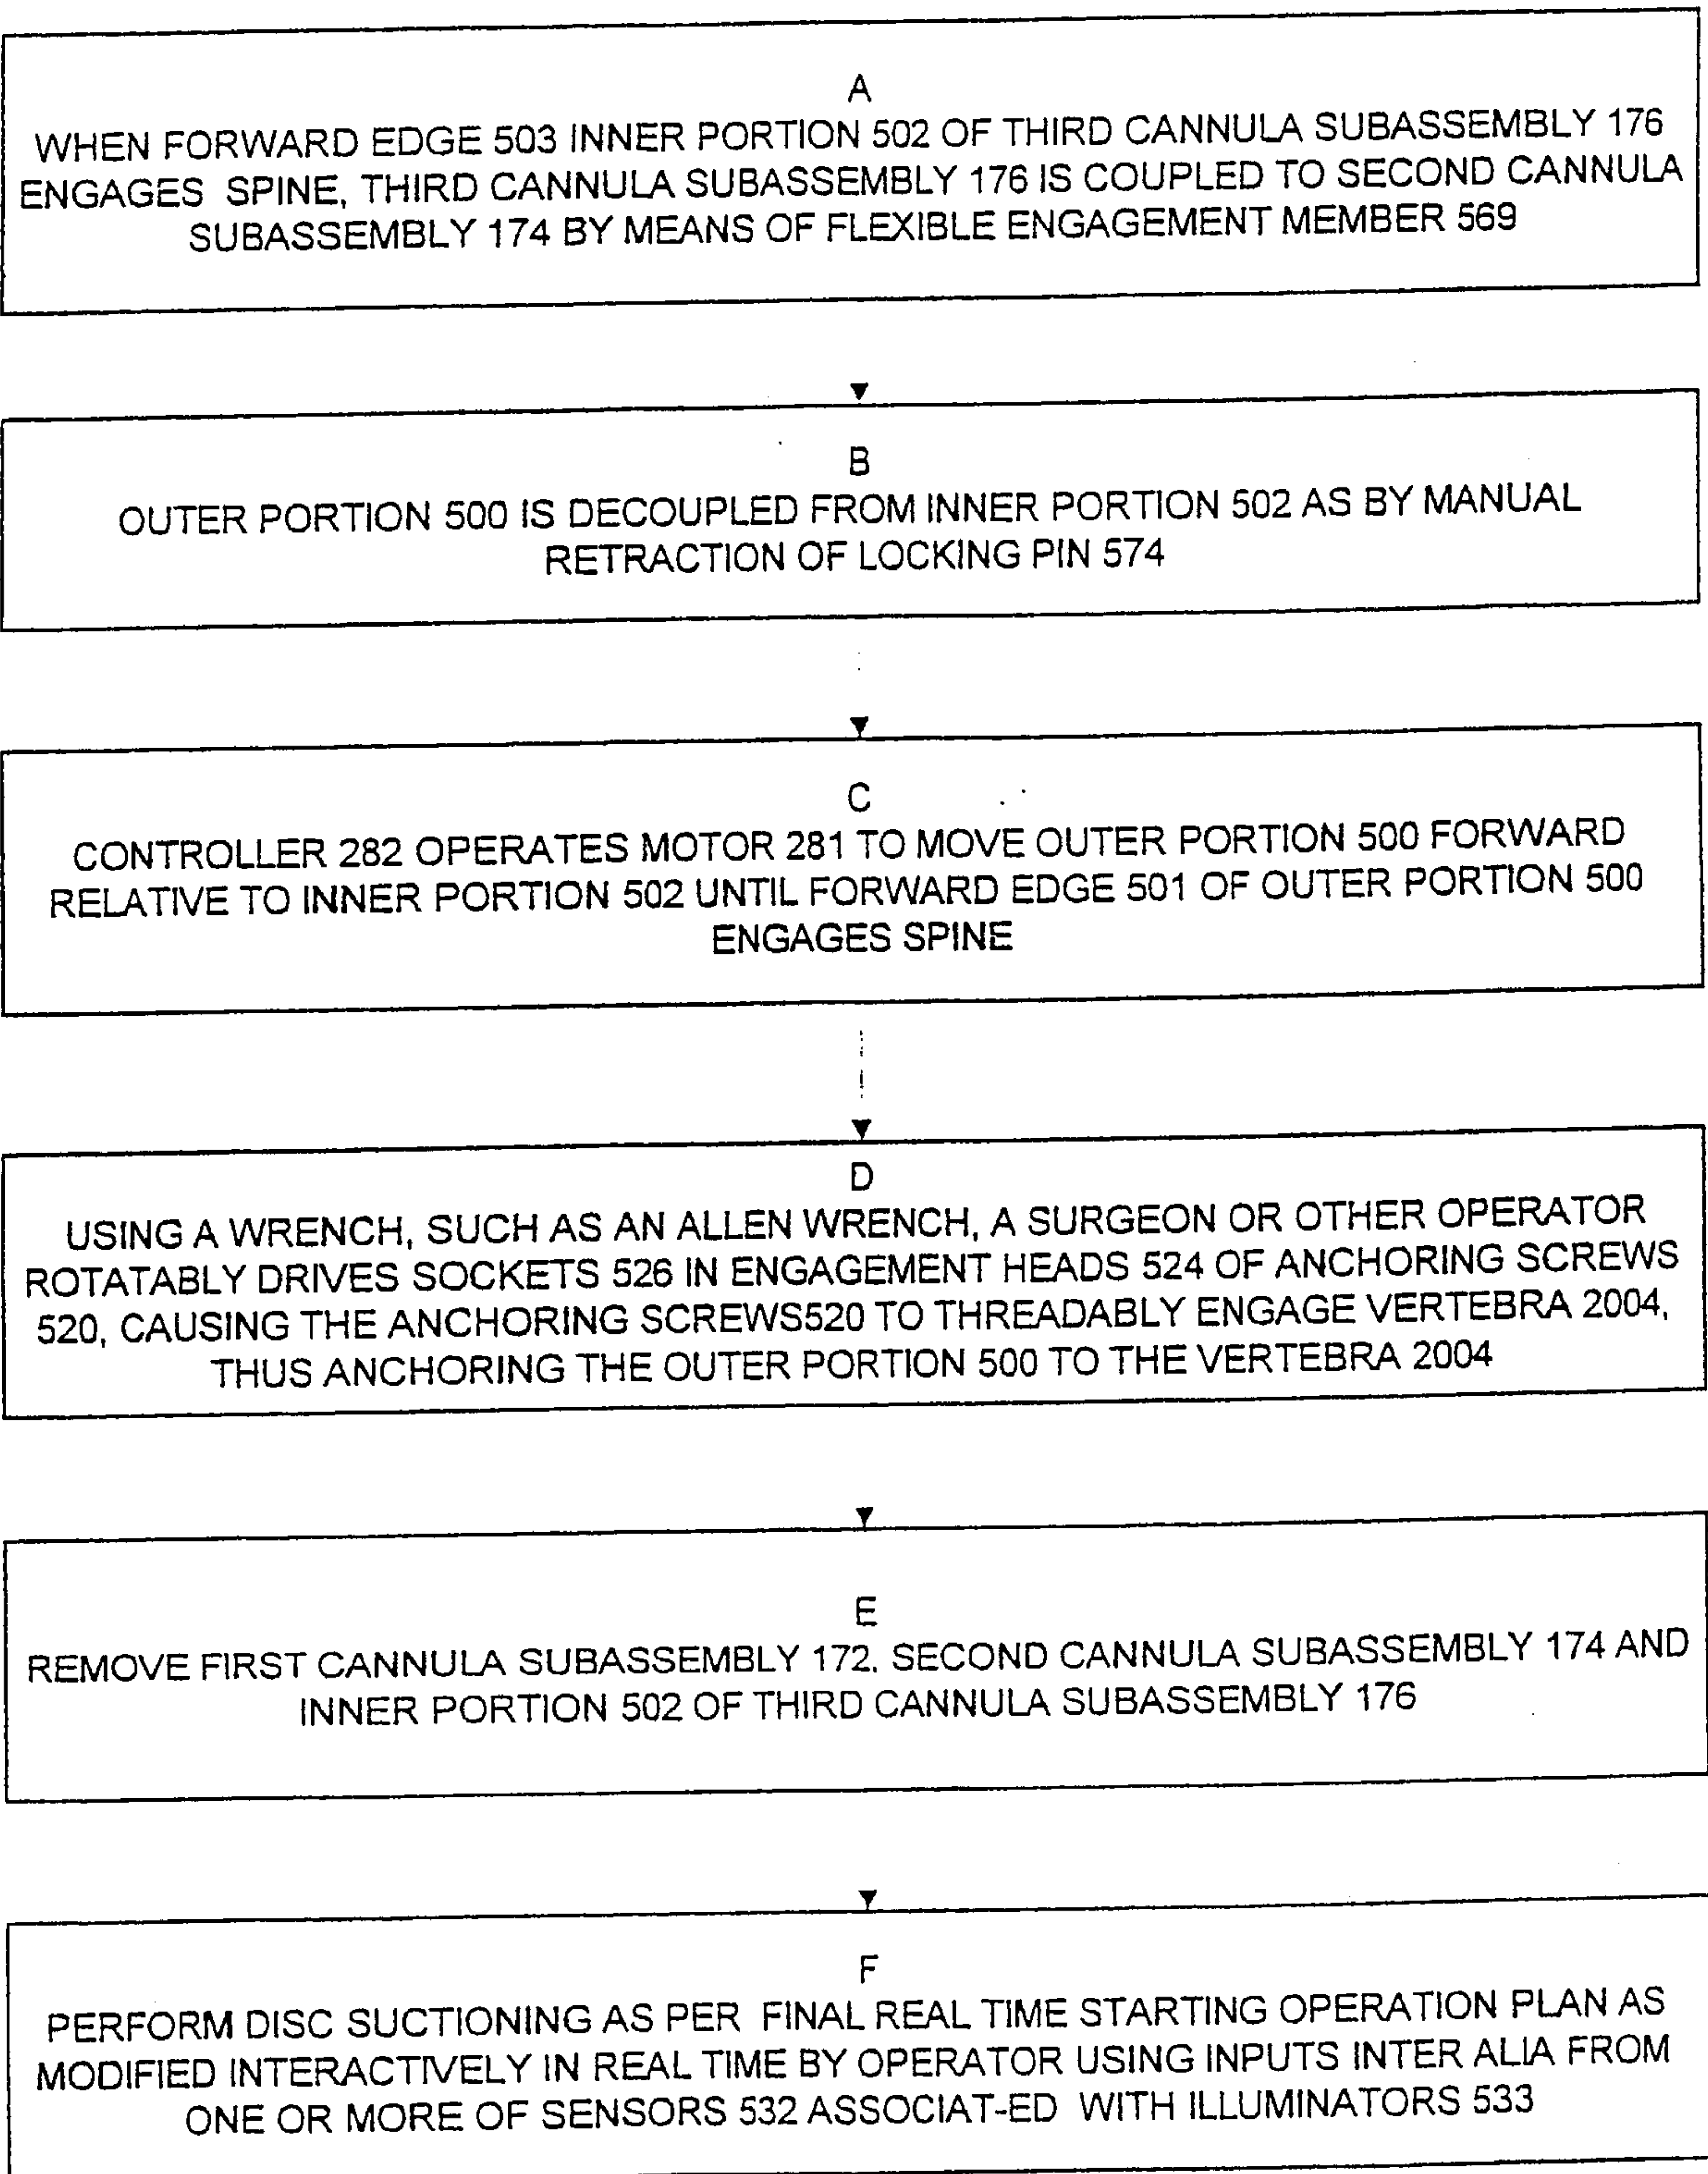 A
WHEN FORWARD EDGE 503 INNER PORTION 502 OF THIRD CANNULA SUBASSEMBLY 176
ENGAGES SPINE, THIRD CANNULA SUBASSEMBLY 176 IS COUPLED TO SECOND CANNULA
SUBASSEMBLY 174 BY MEANS OF FLEXIBLE ENGAGEMENT MEMBER 569
B
OUTER PORTION 500 IS DECOUPLED FROM INNER PORTION 502 AS BY MANUAL
RETRACTION OF LOCKING PIN 574
C
CONTROLLER 282 OPERATES MOTOR 281 TO MOVE OUTER PORTION 500 FORWARD
RELATIVE TO INNER PORTION 502 UNTIL FORWARD EDGE 501 OF OUTER PORTION 500
ENGAGES SPINE
D
USING A WRENCH, SUCH AS AN ALLEN WRENCH, A SURGEON OR OTHER OPERATOR
ROTATABLY DRIVES SOCKETS 526 IN ENGAGEMENT HEADS 524 OF ANCHORING SCREWS
520, CAUSING THE ANCHORING SCREWS520 TO THREADABLY ENGAGE VERTEBRA 2004,
THUS ANCHORING THE OUTER PORTION 500 TO THE VERTEBRA 2004
E
REMOVE FIRST CANNULA SUBASSEMBLY 172. SECOND CANNULA SUBASSEMBLY 174 AND
INNER PORTION 502 OF THIRD CANNULA SUBASSEMBLY 176
F
PERFORM DISC SUCTIONING AS PER FINAL REAL TIME STARTING OPERATION PLAN AS
MODIFIED INTERACTIVELY IN REAL TIME BY OPERATOR USING INPUTS INTER ALIA FROM
ONE OR MORE OF SENSORS 532 ASSOCIAT-ED WITH ILLUMINATORS 533